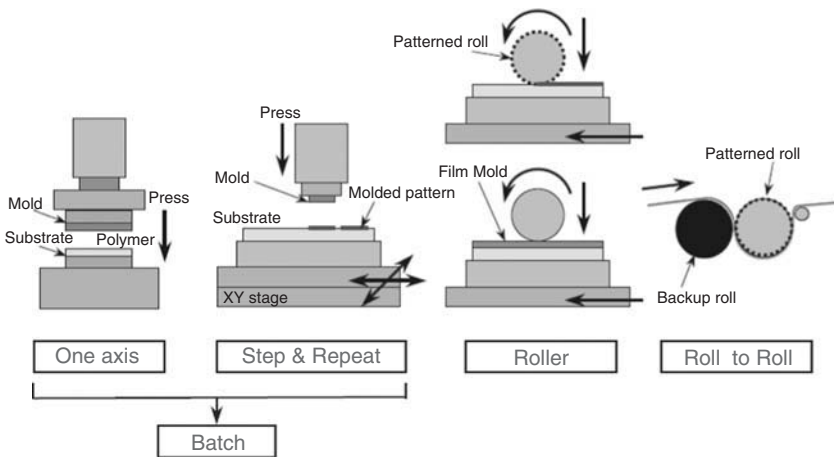 Patterned roll
Press
Mold
Press
Mold
Substrate
Polymer
Substrate
Molded pattern
XY stage
Film Mold
Patterned roll
Backup roll
One axis
Step & Repeat
Roller
Roll to Roll
Batch